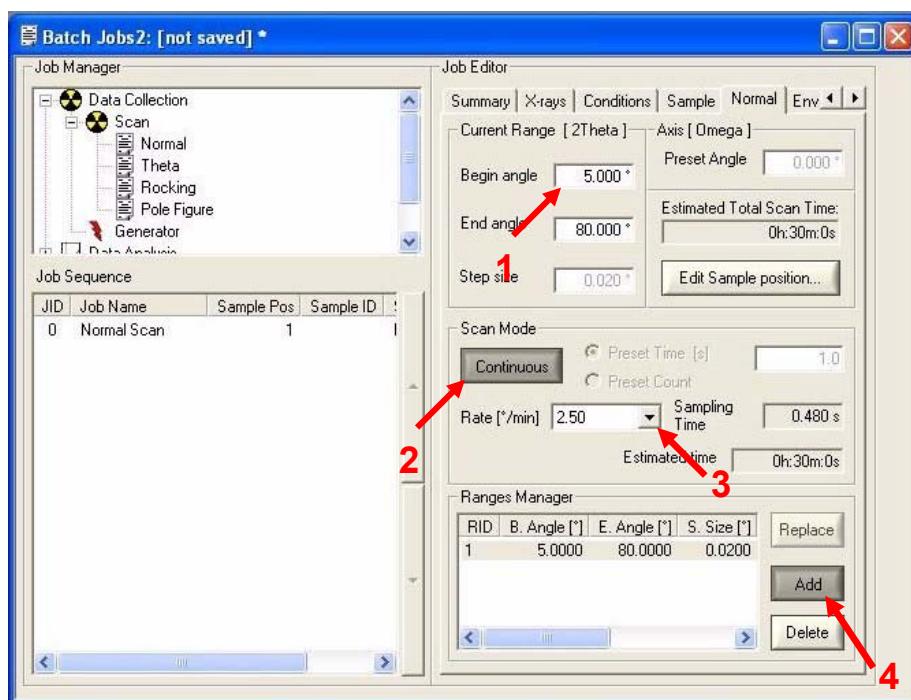 Batch Jobs2: [not saved] *
Job Manager
Data Collection
Scan
Normal
Theta
Rocking
Pole Figure
Generator
Data Analysis
Job Sequence
JID Job Name Sample Pos Sample ID
0 Normal Scan 1
Job Editor
Summary X-rays Conditions Sample Normal Env
Current Range [ 2Theta ]
Axis [ Omega ]
Begin angle 5.000 °
Preset Angle 0.000 °
End angle 80.000 °
Estimated Total Scan Time:
0h:30m:0s
1
Step size 0.020 °
Edit Sample position...
Scan Mode
Continuous
Preset Time [s] 1.0
Preset Count
Rate [°/min] 2.50
Sampling Time 0.480 s
2
Estimated time 0h:30m:0s
3
Ranges Manager
RID B. Angle [°] E. Angle [°] S. Size [°]
1 5.0000 80.0000 0.0200
Replace
Add
Delete
4